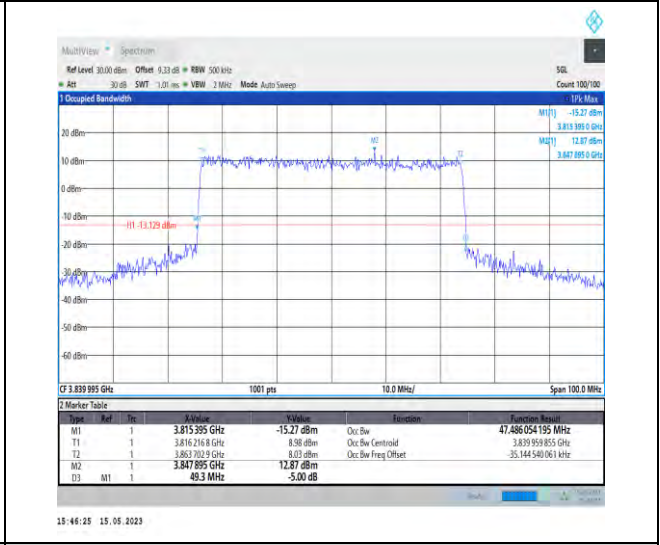 MultiView Spectrum
Ref Level 30.00 dBm Offset 9.33 dB RBW 500 kHz SGL
Att 30 dB SWT 1.01 ms VBW 2 MHz Mode Auto Sweep Count 100/100
1 Occupied Bandwidth 1Pk Max
M1[1] -15.27 dBm
3.815 395 0 GHz
20 dBm M2 T2 M2[1] 12.87 dBm
3.847 895 0 GHz
10 dBm
0 dBm
-10 dBm
H1 -13.129 dBm
-20 dBm
-30 dBm
-40 dBm
-50 dBm
-60 dBm
CF 3.839 995 GHz 1001 pts 10.0 MHz/ Span 100.0 MHz
2 Marker Table
Type Ref Trc X-Value Y-Value Function Function Result
M1 1 3.815 395 GHz -15.27 dBm Occ Bw 47.486 054 195 MHz
T1 1 3.816 216 8 GHz 8.98 dBm Occ Bw Centroid 3.839 959 855 GHz
T2 1 3.863 702 9 GHz 8.03 dBm Occ Bw Freq Offset -35.144 540 061 kHz
M2 1 3.847 895 GHz 12.87 dBm
D3 M1 1 49.3 MHz -5.00 dB
15:46:25 15.05.2023